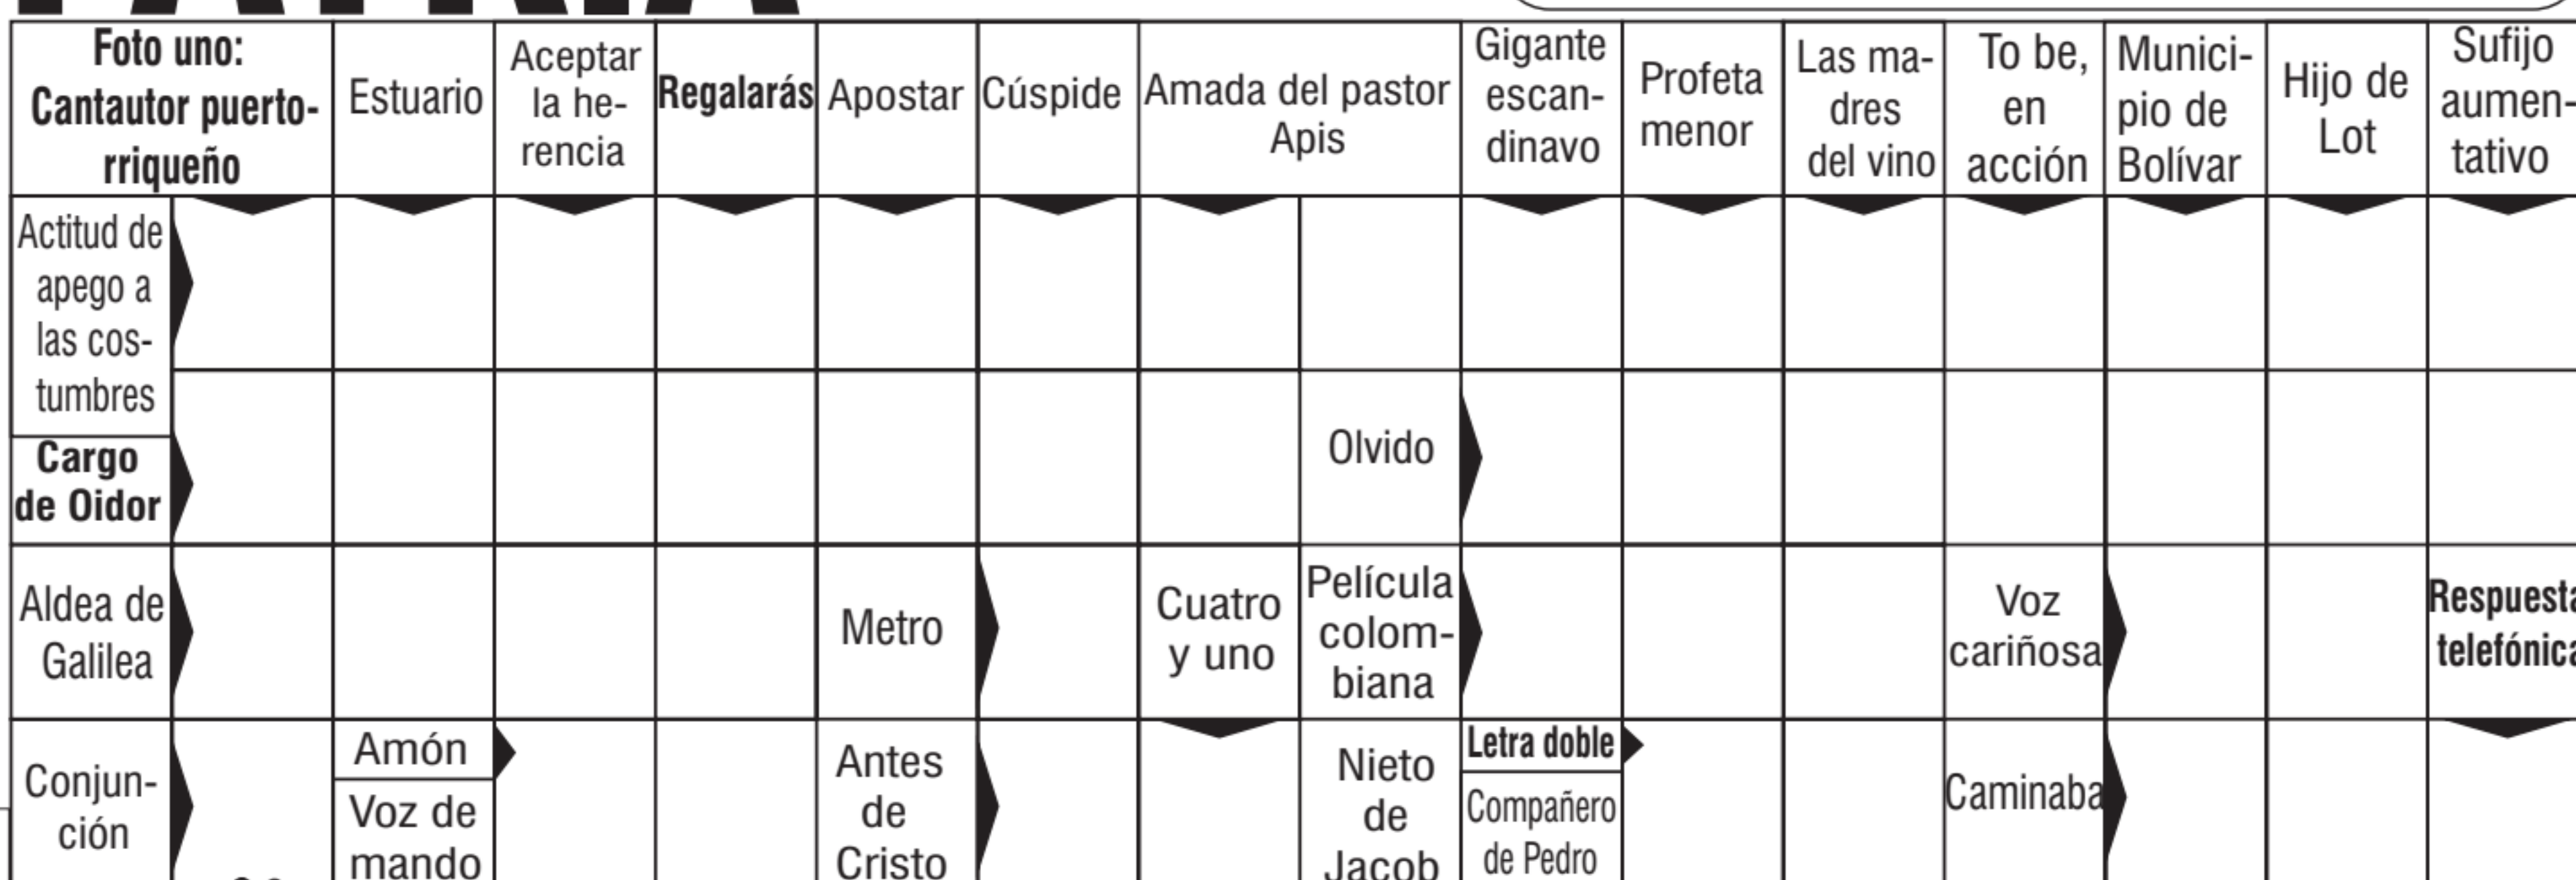 Foto uno:
Cantautor puerto-
rriqueño
Estuario
Aceptar
la he-
rencia
Regalarás
Apostar
Cúspide
Amada del pastor
Apis
Gigante
escan-
dinavo
Profeta
menor
Las ma-
dres
del vino
To be,
en
acción
Munici-
pio de
Bolívar
Hijo de
Lot
Sufijo
aumen-
tativo
Actitud de
apego a
las cos-
tumbres
Cargo
de Oidor
Olvido
Aldea de
Galilea
Metro
Cuatro
y uno
Película
colom-
biana
Voz
cariñosa
Respuesta
telefónica
Conjun-
ción
Amón
Voz de
mando
Antes
de
Cristo
Nieto
de
Jacob
Letra doble
Compañero
de Pedro
Caminaba